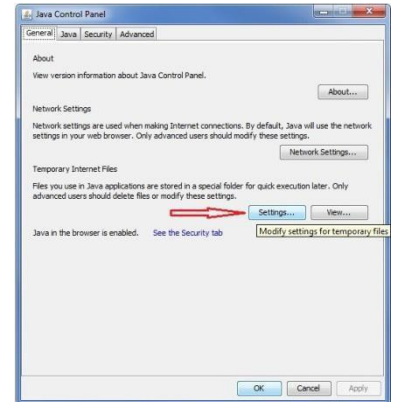 Java Control Panel
General Java Security Advanced
About
View version information about Java Control Panel.
About...
Network Settings
Network settings are used when making Internet connections. By default, Java will use the network
settings in your web browser. Only advanced users should modify these settings.
Network Settings...
Temporary Internet Files
Files you use in Java applications are stored in a special folder for quick execution later. Only
advanced users should delete files or modify these settings.
Settings... View...
Java in the browser is enabled. See the Security tab
Modify settings for temporary files
OK Cancel Apply